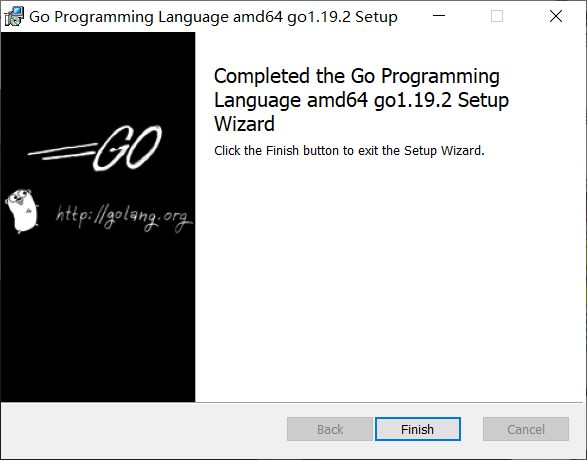 Go Programming Language amd64 go1.19.2 Setup
GO
http://golang.org
Completed the Go Programming
Language amd64 go1.19.2 Setup
Wizard
Click the Finish button to exit the Setup Wizard.
Back
Finish
Cancel